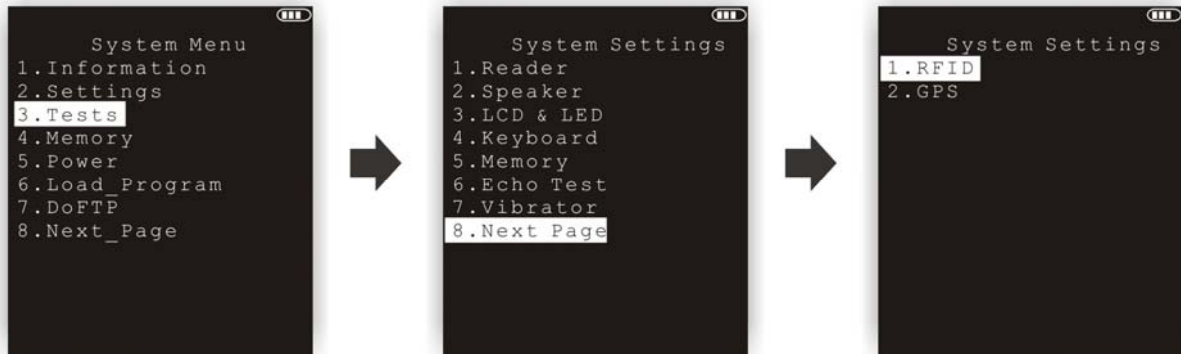 System Menu
1.Information
2.Settings
3.Tests
4.Memory
5.Power
6.Load_Program
7.DoFTP
8.Next_Page
System Settings
1.Reader
2.Speaker
3.LCD & LED
4.Keyboard
5.Memory
6.Echo Test
7.Vibrator
8.Next Page
System Settings
1.RFID
2.GPS